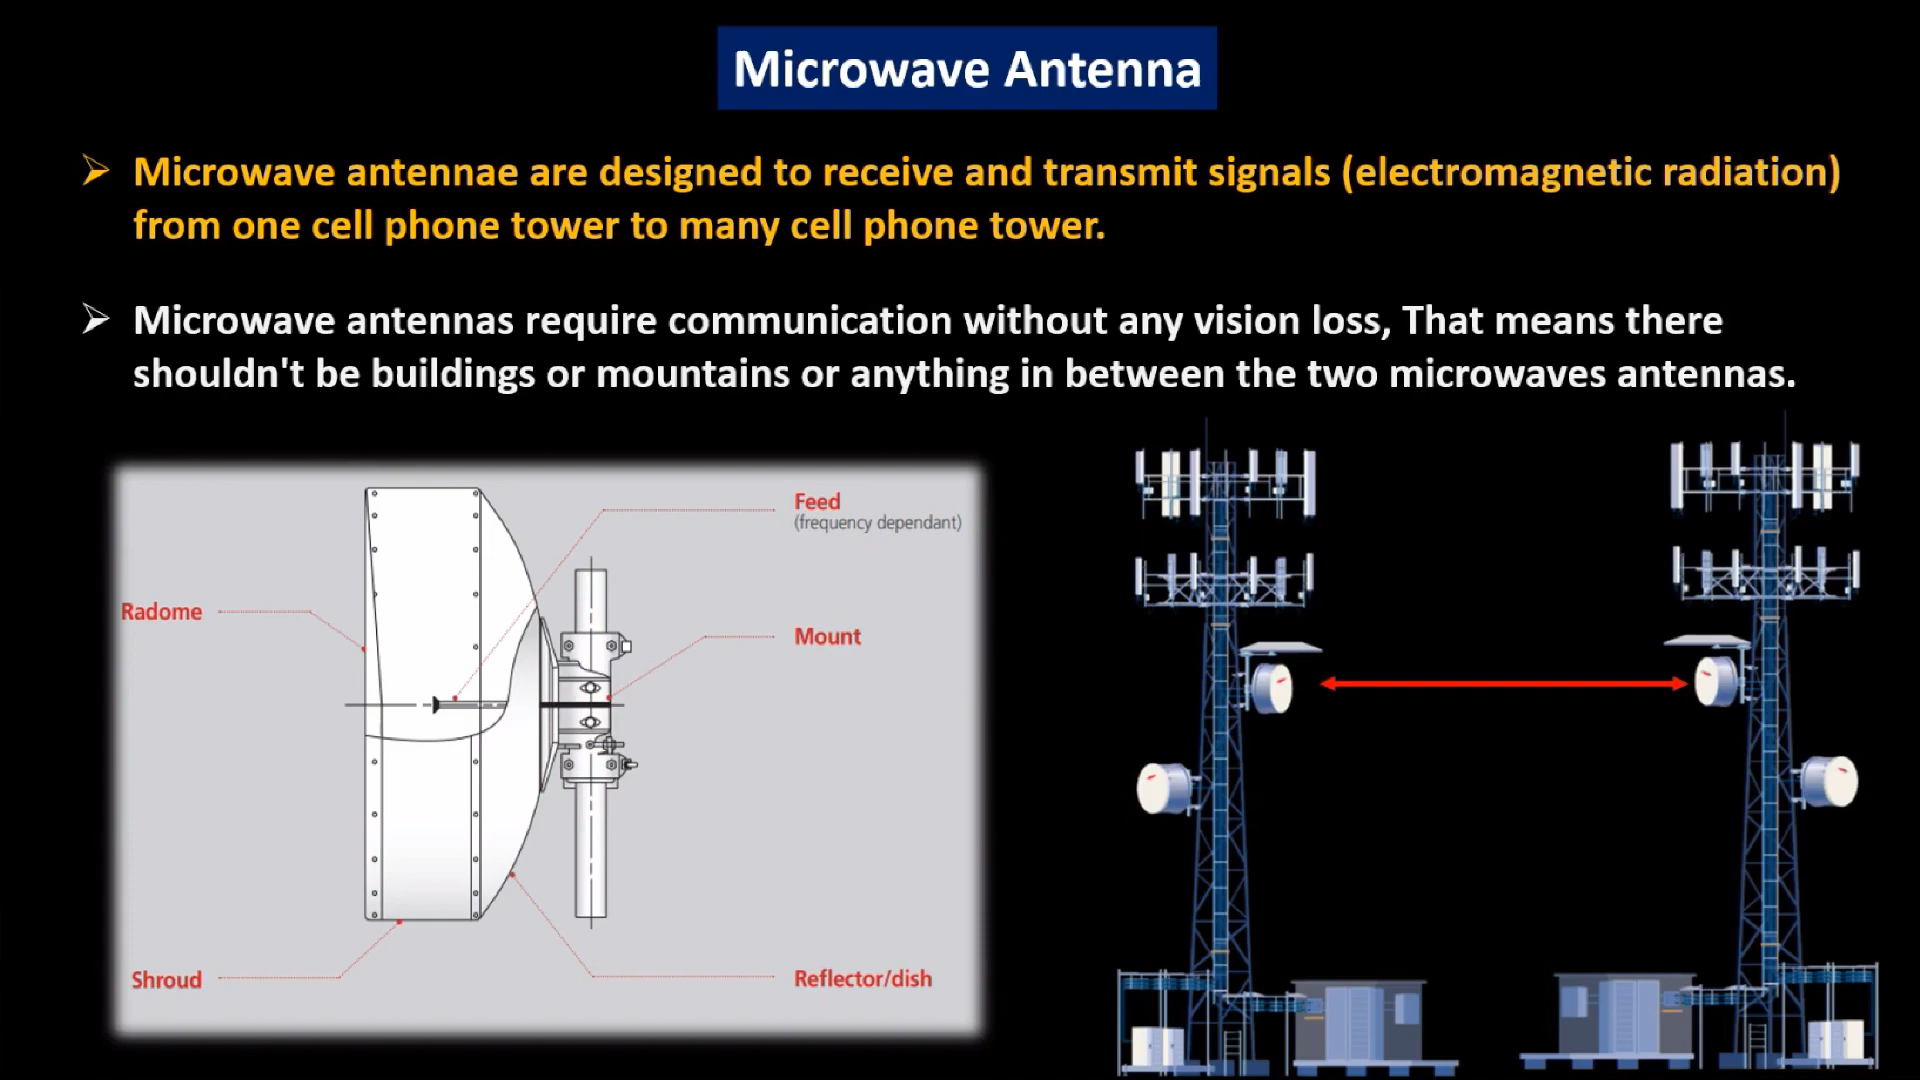 Microwave Antenna
➢ Microwave antennae are designed to receive and transmit signals (electromagnetic radiation)
from one cell phone tower to many cell phone tower.
➢ Microwave antennas require communication without any vision loss, That means there
shouldn't be buildings or mountains or anything in between the two microwaves antennas.
Feed
(frequency dependant)
Radome
Mount
Shroud
Reflector/dish